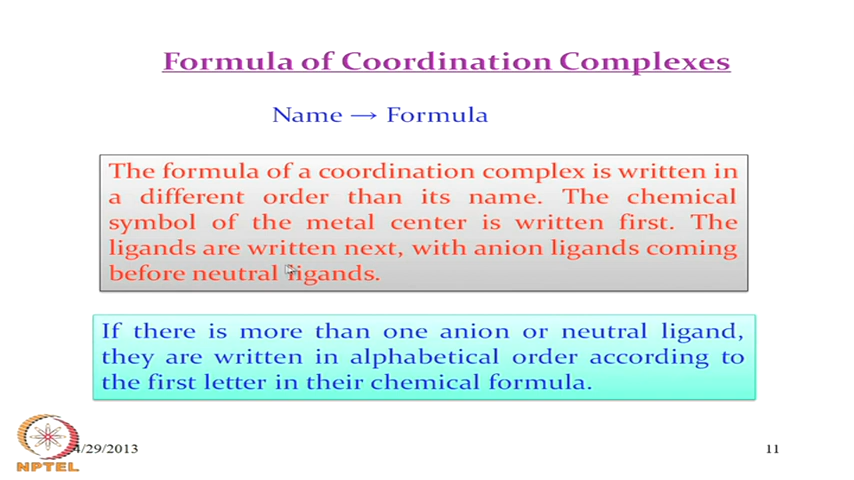 Formula of Coordination Complexes
Name → Formula
The formula of a coordination complex is written in
a different order than its name. The chemical
symbol of the metal center is written first. The
ligands are written next, with anion ligands coming
before neutral ligands.
If there is more than one anion or neutral ligand,
they are written in alphabetical order according to
the first letter in their chemical formula.
4/29/2013
11
NPTEL